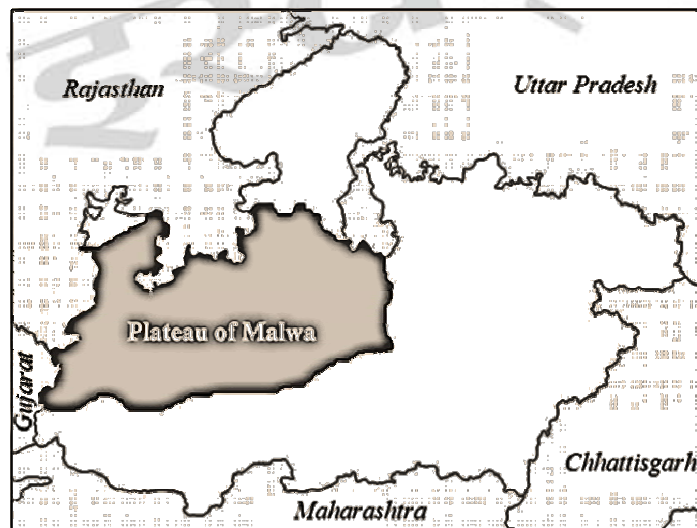 Rajasthan
Uttar Pradesh
Plateau of Malwa
Gujarat
Chhattisgarh
Maharashtra